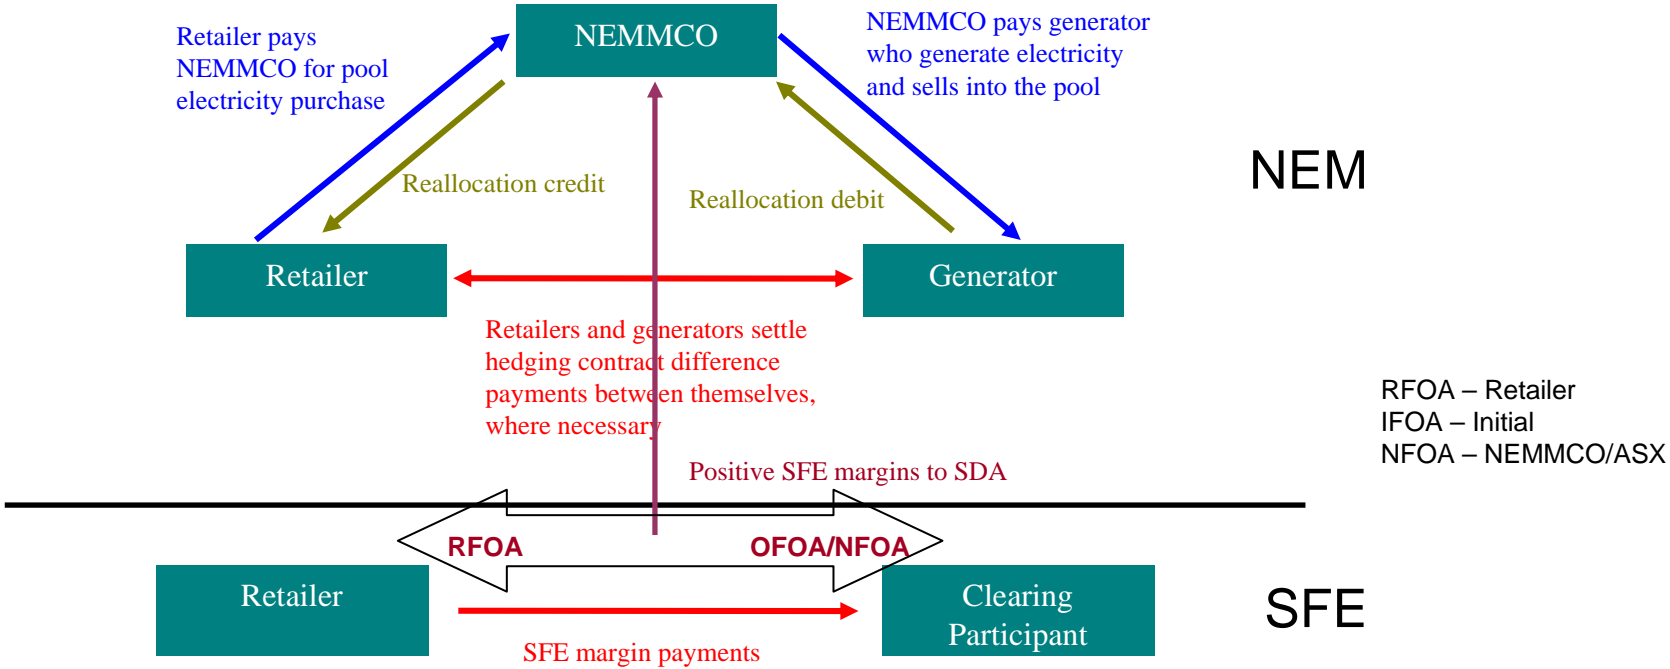 NEMMCO
Retailer pays
NEMMCO for pool
electricity purchase
NEMMCO pays generator
who generate electricity
and sells into the pool
Reallocation credit
Reallocation debit
NEM
Retailer
Generator
Retailers and generators settle
hedging contract difference
payments between themselves,
where necessary
RFOA – Retailer
IFOA – Initial
NFOA – NEMMCO/ASX
Positive SFE margins to SDA
RFOA
OFOA/NFOA
Retailer
Clearing
Participant
SFE
SFE margin payments